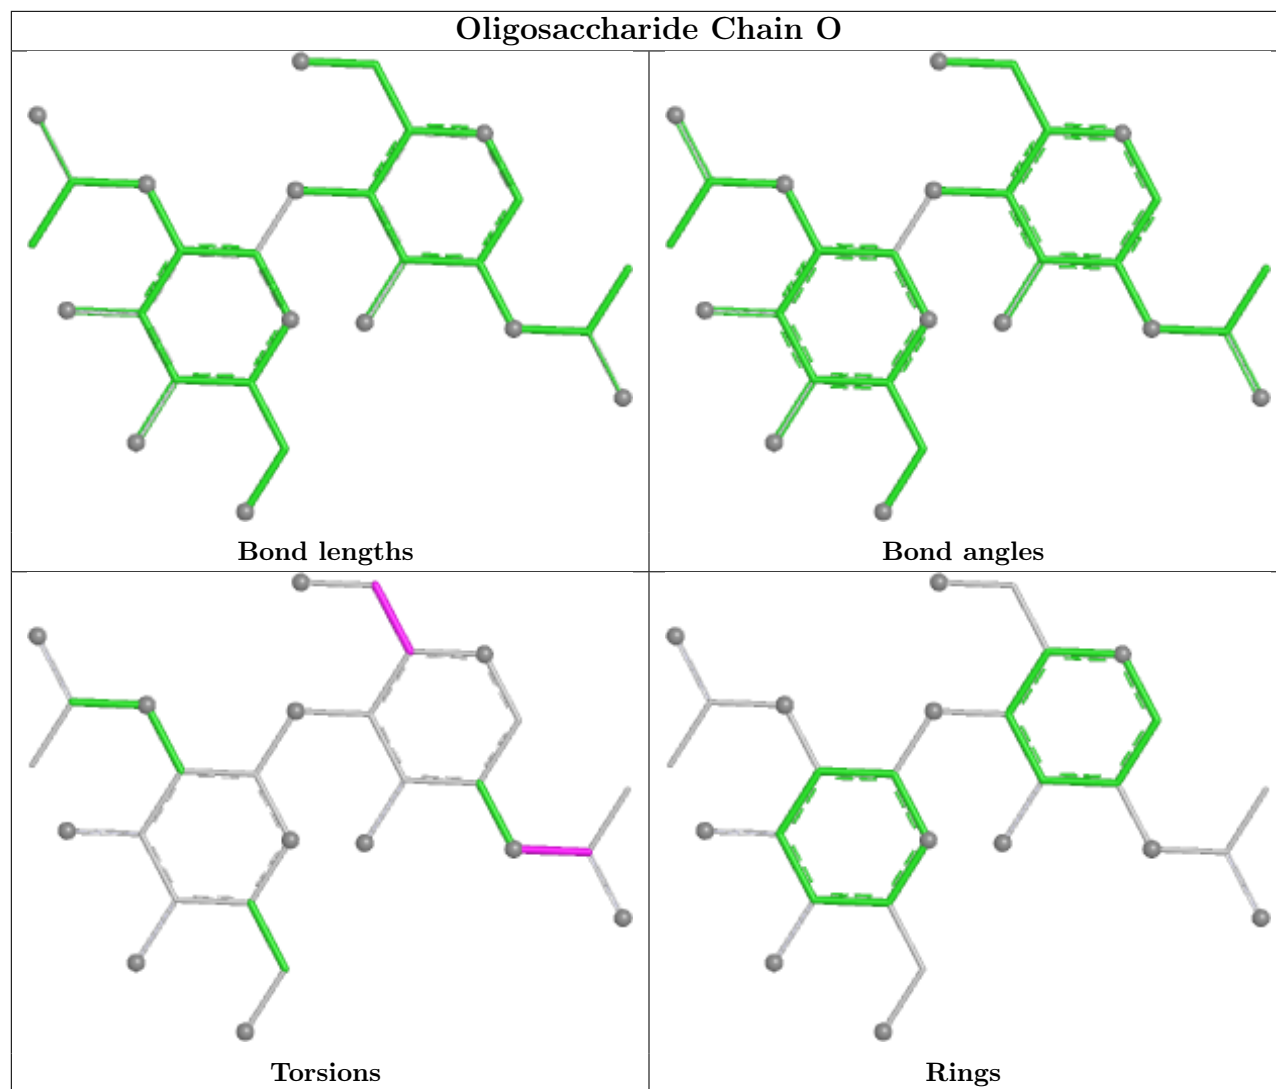 Oligosaccharide Chain O
Bond lengths
Bond angles
Torsions
Rings